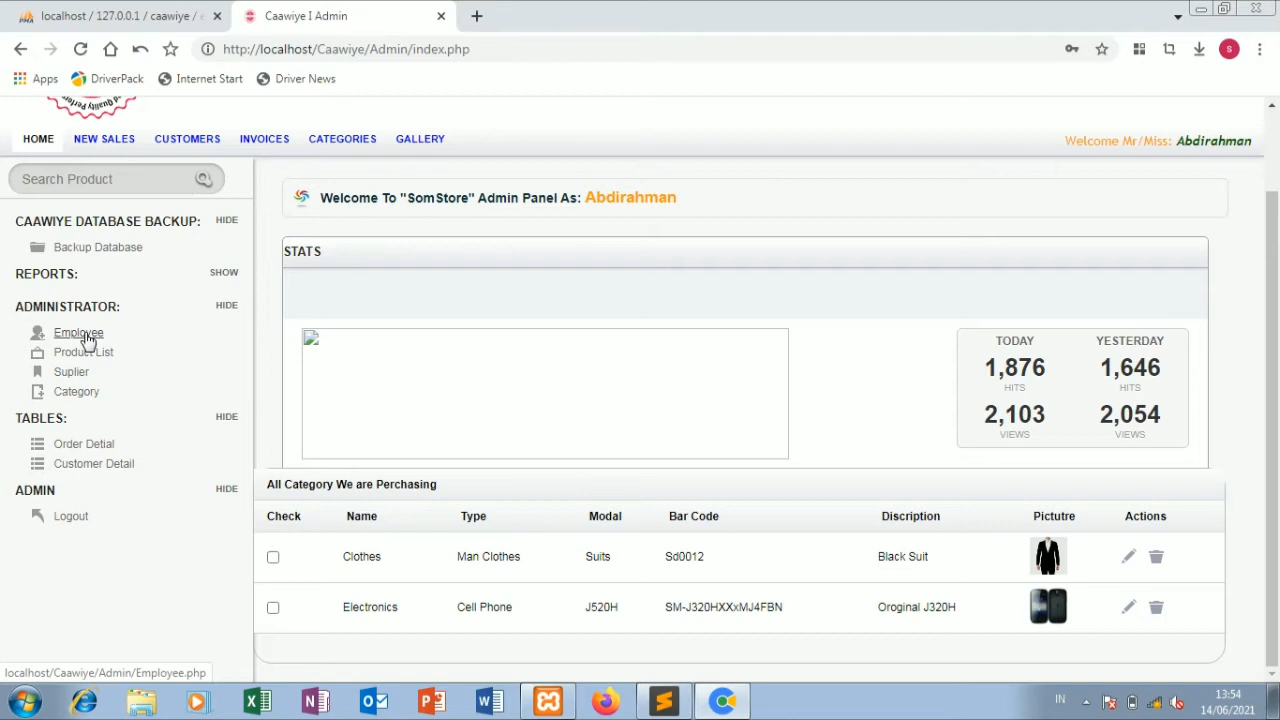 localhost / 127.0.0.1 / caawiye /
Caawiye I Admin
http://localhost/Caawiye/Admin/index.php
S
Apps DriverPack Internet Start Driver News
and Quality Perfe
HOME NEW SALES CUSTOMERS INVOICES CATEGORIES GALLERY
Welcome Mr/Miss: Abdirahman
Search Product
Welcome To "SomStore" Admin Panel As: Abdirahman
CAAWIYE DATABASE BACKUP: HIDE
Backup Database
REPORTS: SHOW
ADMINISTRATOR: HIDE
Employee
Product List
Suplier
Category
TABLES: HIDE
Order Detial
Customer Detail
ADMIN HIDE
Logout
STATS
TODAY YESTERDAY
1,876 1,646
HITS HITS
2,103 2,054
VIEWS VIEWS
All Category We are Perchasing
Check Name Type Modal Bar Code Discription Pictutre Actions
Clothes Man Clothes Suits Sd0012 Black Suit
Electronics Cell Phone J520H SM-J320HXXxMJ4FBN Oroginal J320H
localhost/Caawiye/Admin/Employee.php
IN
13:54
14/06/2021